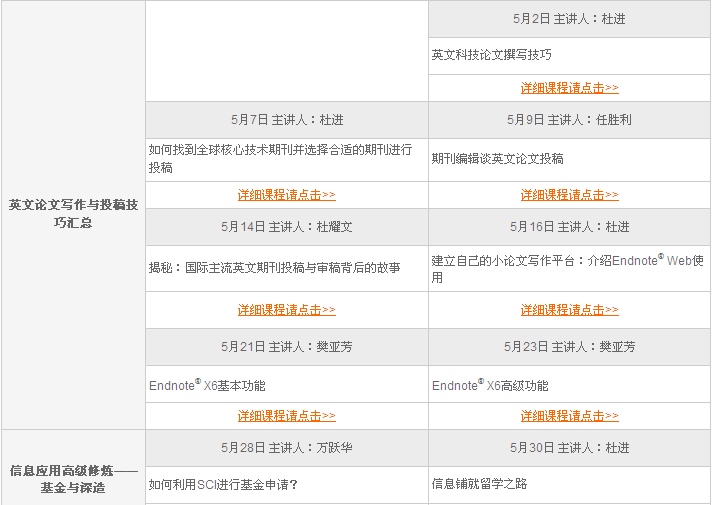 5月2日 主讲人：杜进
英文科技论文撰写技巧
详细课程请点击>>
英文论文写作与投稿技
巧汇总
5月7日 主讲人：杜进
5月9日 主讲人：任胜利
如何找到全球核心技术期刊并选择合适的期刊进行
投稿
期刊编辑谈英文论文投稿
详细课程请点击>>
详细课程请点击>>
5月14日 主讲人：杜耀文
5月16日 主讲人：杜进
揭秘：国际主流英文期刊投稿与审稿背后的故事
建立自己的小论文写作平台：介绍Endnote® Web使
用
详细课程请点击>>
详细课程请点击>>
5月21日 主讲人：樊亚芳
5月23日 主讲人：樊亚芳
Endnote® X6基本功能
Endnote® X6高级功能
详细课程请点击>>
详细课程请点击>>
信息应用高级修炼——
基金与深造
5月28日 主讲人：万跃华
5月30日 主讲人：杜进
如何利用SCI进行基金申请？
信息铺就留学之路